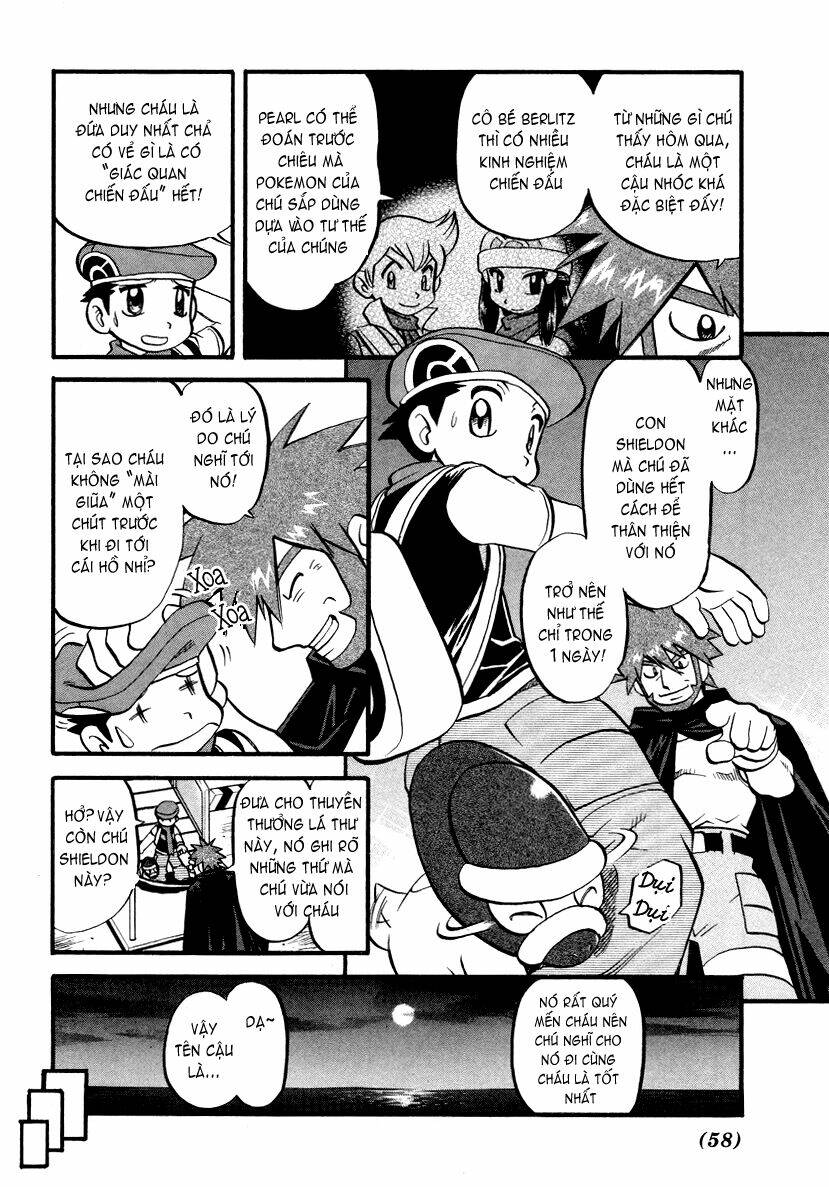 TỪ NHỮNG GÌ CHÚ
THẤY HÔM QUA,
CHÁU LÀ MỘT
CẬU NHÓC KHÁ
ĐẶC BIỆT ĐẤY!
CÔ BÉ BERLITZ
THÌ CÓ NHIỀU
KINH NGHIỆM
CHIẾN ĐẤU
PEARL CÓ THỂ
ĐOÁN TRƯỚC
CHIÊU MÀ
POKEMON CỦA
CHÚ SẮP DÙNG
DỰA VÀO TƯ THẾ
CỦA CHÚNG
NHƯNG CHÁU LÀ
ĐỨA DUY NHẤT CHẢ
CÓ VẺ GÌ LÀ CÓ
"GIÁC QUAN
CHIẾN ĐẤU" HẾT!
NHƯNG
MẶT
KHÁC
...
CON
SHIELDON
MÀ CHÚ ĐÃ
DÙNG HẾT
CÁCH ĐỂ
THÂN THIỆN
VỚI NÓ
TRỞ NÊN
NHƯ THẾ
CHỈ TRONG
1 NGÀY!
Dụi
Dụi
ĐÓ LÀ LÝ
DO CHÚ
NGHĨ TỚI
NÓ!
TẠI SAO CHÁU
KHÔNG "MÀI
GIŨA" MỘT
CHÚT TRƯỚC
KHI ĐI TỚI
CÁI HỒ NHỈ?
Xoa
Xoa
ĐƯA CHO THUYỀN
THƯỞNG LÁ THƯ
NÀY, NÓ GHI RÕ
NHỮNG THỨ MÀ
CHÚ VỪA NÓI
VỚI CHÁU
HỞ? VẬY
CÒN CHÚ
SHIELDON
NÀY?
NÓ RẤT QUÝ
MẾN CHÁU NÊN
CHÚ NGHĨ CHO
NÓ ĐI CÙNG
CHÁU LÀ TỐT
NHẤT
DẠ~
VẬY
TÊN CẬU
LÀ...
(58)